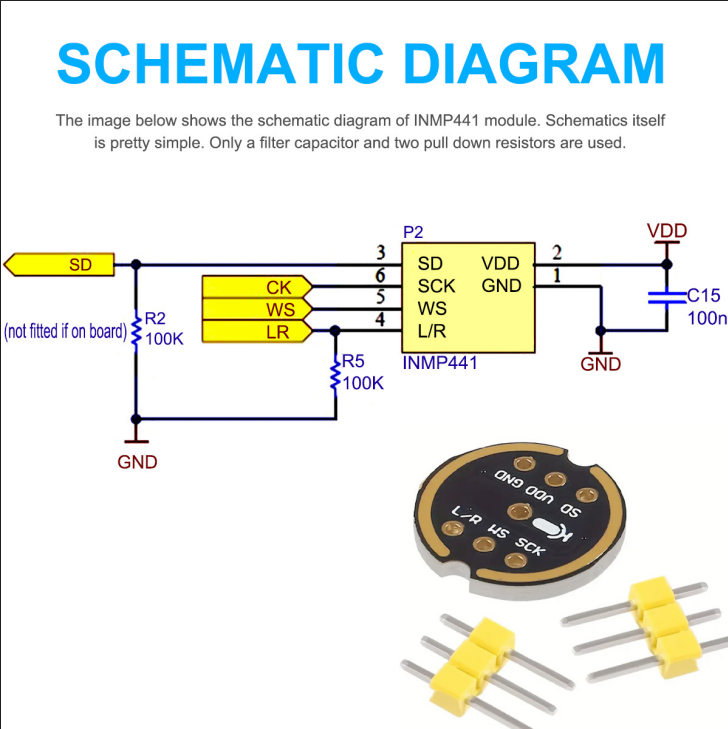 SCHEMATIC DIAGRAM
The image below shows the schematic diagram of INMP441 module. Schematics itself
is pretty simple. Only a filter capacitor and two pull down resistors are used.
P2
VDD
SD
3
SD
VDD
2
CK
6
SCK
GND
1
C15
100n
WS
5
WS
LR
4
L/R
(not fitted if on board)
R2
100K
R5
100K
INMP441
GND
GND
GND VDD SD
L/R WS SCK